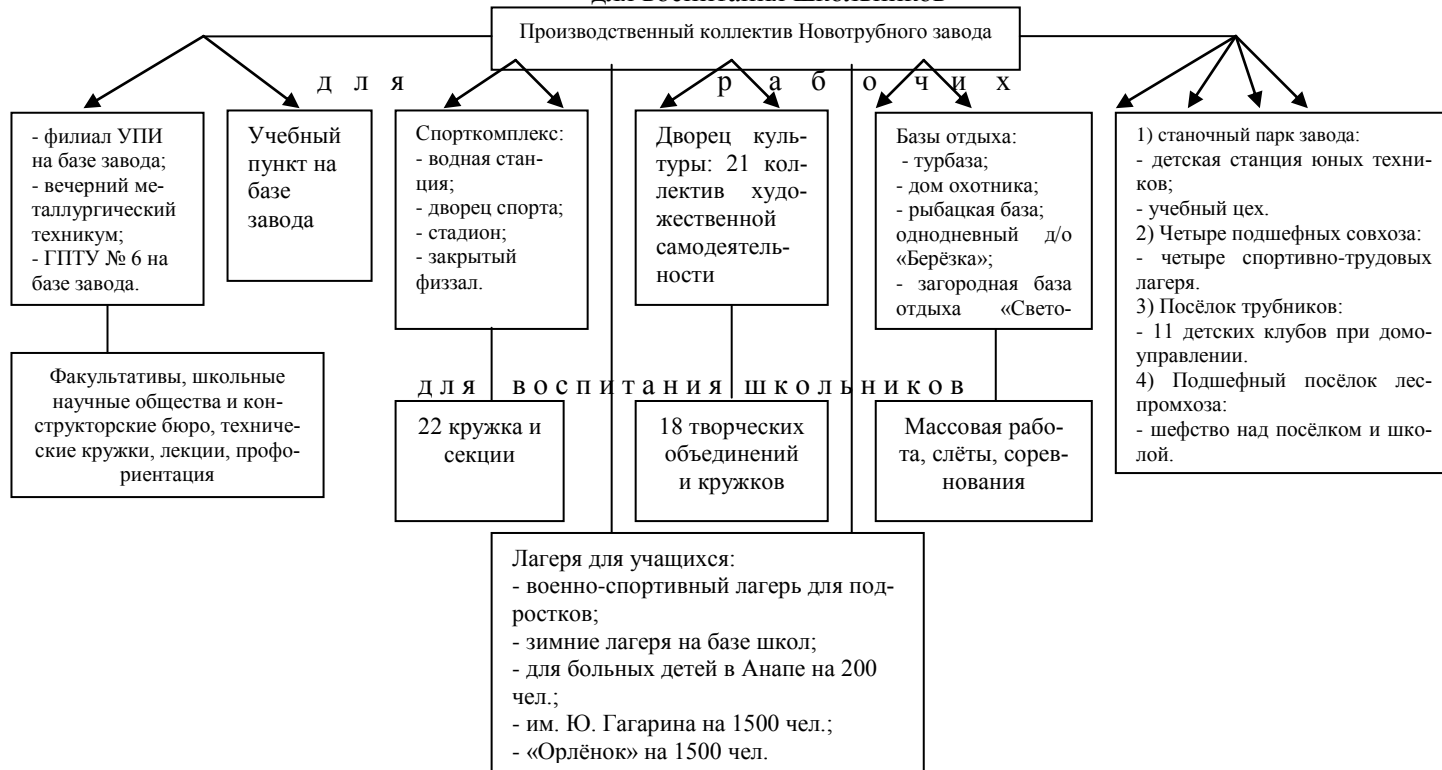 для воспитания школьников
Производственный коллектив Новотрубного завода
д л я р а б о ч и х
- филиал УПИ
на базе завода;
- вечерний ме-
таллургический
техникум;
- ГПТУ № 6 на
базе завода.
Учебный
пункт на
базе
завода
Спорткомплекс:
- водная стан-
ция;
- дворец спорта;
- стадион;
- закрытый
физзал.
Дворец куль-
туры: 21 кол-
лектив худо-
жественной
самодеятель-
ности
Базы отдыха:
- турбаза;
- дом охотника;
- рыбацкая база;
однодневный д/о
«Берёзка»;
- загородная база
отдыха «Свето-
1) станочный парк завода:
- детская станция юных техни-
ков;
- учебный цех.
2) Четыре подшефных совхоза:
- четыре спортивно-трудовых
лагеря.
3) Посёлок трубников:
- 11 детских клубов при домо-
управлении.
4) Подшефный посёлок лес-
промхоза:
- шефство над посёлком и шко-
лой.
д л я в о с п и т а н и я ш к о л ь н и к о в
Факультативы, школьные
научные общества и кон-
структорские бюро, техниче-
ские кружки, лекции, профо-
риентация
22 кружка и
секции
18 творческих
объединений
и кружков
Массовая рабо-
та, слёты, сорев-
нования
Лагеря для учащихся:
- военно-спортивный лагерь для под-
ростков;
- зимние лагеря на базе школ;
- для больных детей в Анапе на 200
чел.;
- им. Ю. Гагарина на 1500 чел.;
- «Орлёнок» на 1500 чел.